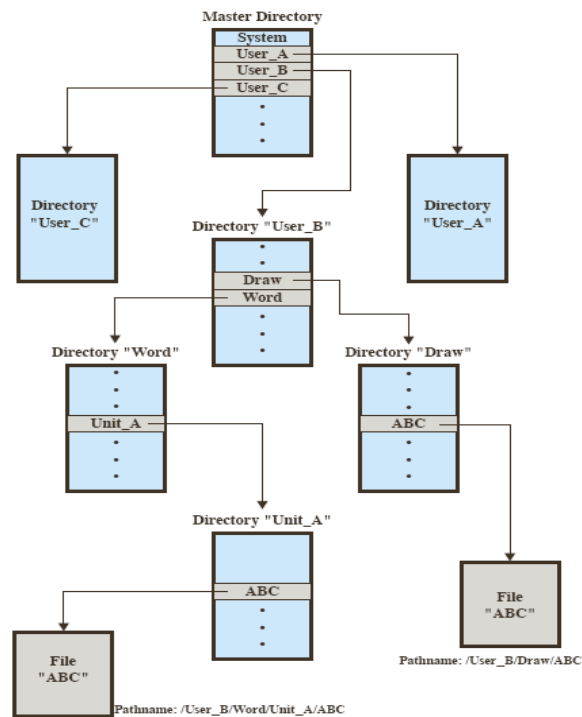 Master Directory
System
User_A
User_B
User_C
Directory
"User_C"
Directory
"User_A"
Directory "User_B"
Draw
Word
Directory "Word"
Directory "Draw"
Unit_A
ABC
Directory "Unit_A"
ABC
File
"ABC"
Pathname: /User_B/Draw/ABC
File
"ABC"
Pathname: /User_B/Word/Unit_A/ABC